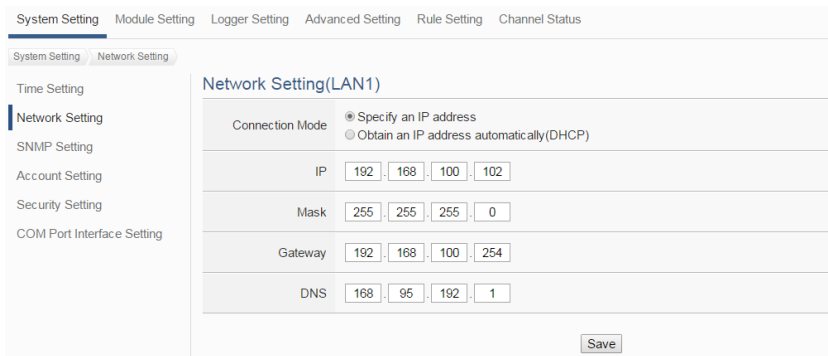 System Setting Module Setting Logger Setting Advanced Setting Rule Setting Channel Status
System Setting Network Setting
Time Setting
Network Setting
SNMP Setting
Account Setting
Security Setting
COM Port Interface Setting
Network Setting(LAN1)
Connection Mode
Specify an IP address
Obtain an IP address automatically(DHCP)
IP 192 . 168 . 100 . 102
Mask 255 . 255 . 255 . 0
Gateway 192 . 168 . 100 . 254
DNS 168 . 95 . 192 . 1
Save